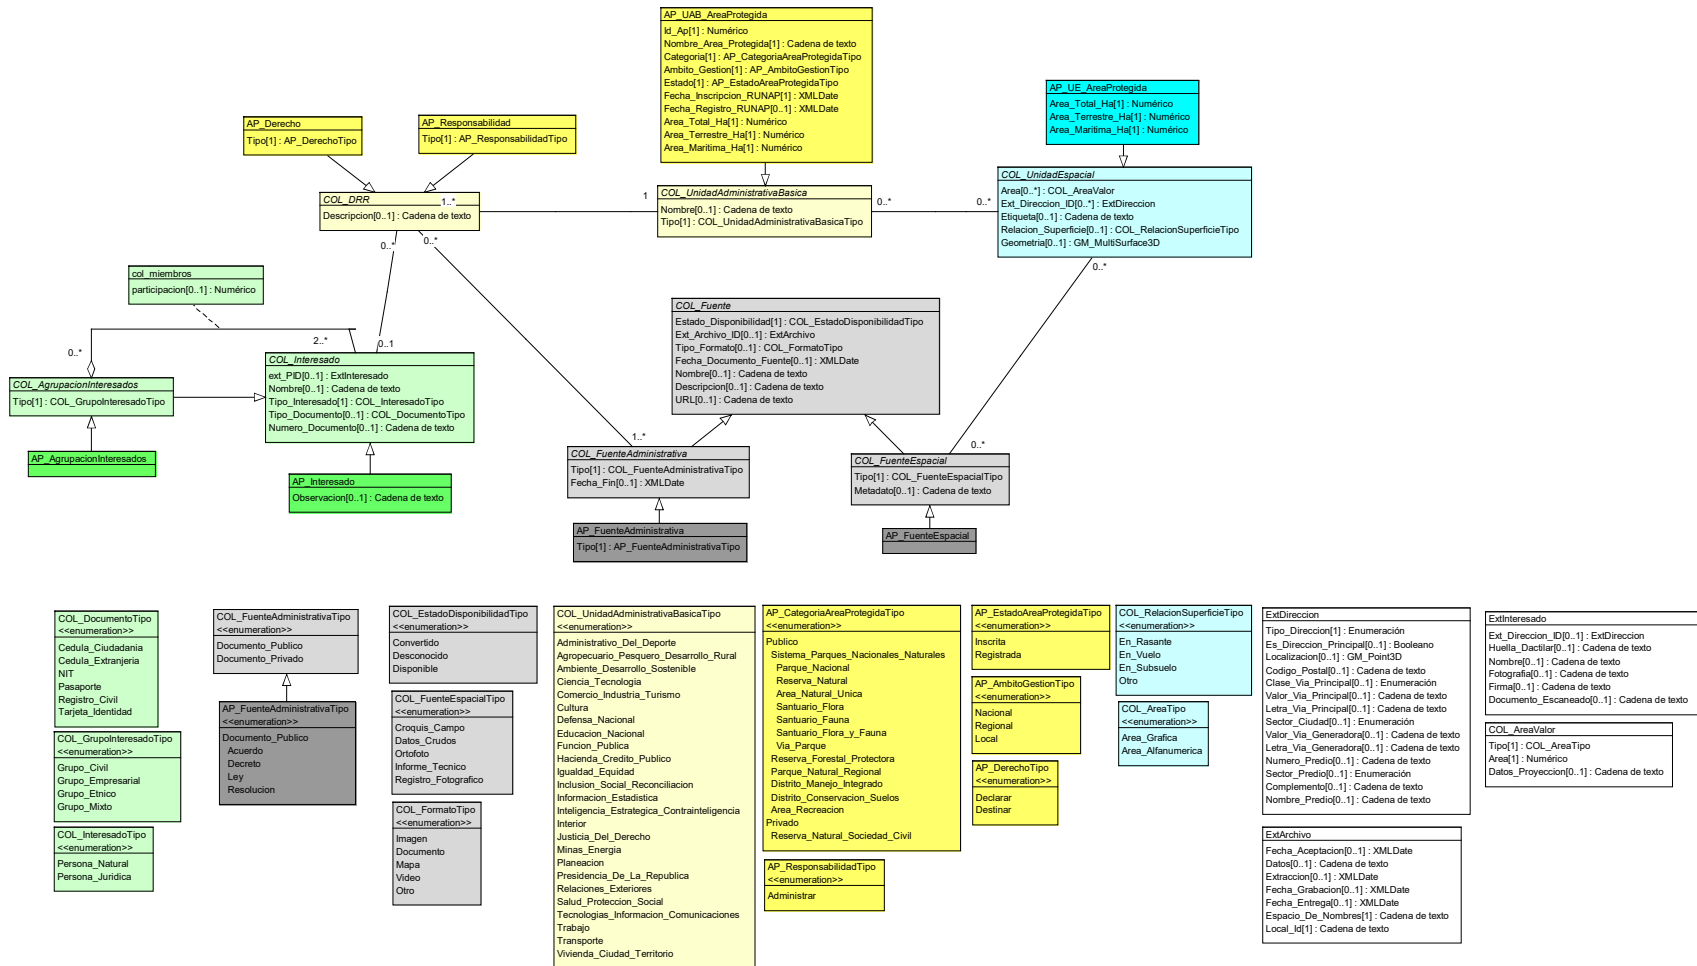 AP_UAB_AreaProtegida
Id_Ap[1] : Numérico
Nombre_Area_Protegida[1] : Cadena de texto
Categoria[1] : AP_CategoriaAreaProtegidaTipo
Ambito_Gestion[1] : AP_AmbitoGestionTipo
Estado[1] : AP_EstadoAreaProtegidaTipo
Fecha_Inscripcion_RUNAP[1] : XMLDate
Fecha_Registro_RUNAP[0..1] : XMLDate
Area_Total_Ha[1] : Numérico
Area_Terrestre_Ha[1] : Numérico
Area_Maritima_Ha[1] : Numérico
AP_UE_AreaProtegida
Area_Total_Ha[1] : Numérico
Area_Terrestre_Ha[1] : Numérico
Area_Maritima_Ha[1] : Numérico
AP_Derecho
Tipo[1] : AP_DerechoTipo
AP_Responsabilidad
Tipo[1] : AP_ResponsabilidadTipo
COL_DRR
Descripcion[0..1] : Cadena de texto
1..*
1
COL_UnidadAdministrativaBasica
Nombre[0..1] : Cadena de texto
Tipo[1] : COL_UnidadAdministrativaBasicaTipo
0..*
0..*
COL_UnidadEspacial
Area[0..*] : COL_AreaValor
Ext_Direccion_ID[0..*] : ExtDireccion
Etiqueta[0..1] : Cadena de texto
Relacion_Superficie[0..1] : COL_RelacionSuperficieTipo
Geometria[0..1] : GM_MultiSurface3D
0..*
0..*
0..*
col_miembros
participacion[0..1] : Numérico
0..*
2..*
0..1
COL_Fuente
Estado_Disponibilidad[1] : COL_EstadoDisponibilidadTipo
Ext_Archivo_ID[0..1] : ExtArchivo
Tipo_Formato[0..1] : COL_FormatoTipo
Fecha_Documento_Fuente[0..1] : XMLDate
Nombre[0..1] : Cadena de texto
Descripcion[0..1] : Cadena de texto
URL[0..1] : Cadena de texto
COL_AgrupacionInteresados
Tipo[1] : COL_GrupoInteresadoTipo
COL_Interesado
ext_PID[0..1] : ExtInteresado
Nombre[0..1] : Cadena de texto
Tipo_Interesado[1] : COL_InteresadoTipo
Tipo_Documento[0..1] : COL_DocumentoTipo
Numero_Documento[0..1] : Cadena de texto
AP_AgrupacionInteresados
AP_Interesado
Observacion[0..1] : Cadena de texto
1..*
0..*
COL_FuenteAdministrativa
Tipo[1] : COL_FuenteAdministrativaTipo
Fecha_Fin[0..1] : XMLDate
COL_FuenteEspacial
Tipo[1] : COL_FuenteEspacialTipo
Metadato[0..1] : Cadena de texto
AP_FuenteAdministrativa
Tipo[1] : AP_FuenteAdministrativaTipo
AP_FuenteEspacial
COL_DocumentoTipo
<<enumeration>>
Cedula_Ciudadania
Cedula_Extranjeria
NIT
Pasaporte
Registro_Civil
Tarjeta_Identidad
COL_GrupoInteresadoTipo
<<enumeration>>
Grupo_Civil
Grupo_Empresarial
Grupo_Etnico
Grupo_Mixto
COL_InteresadoTipo
<<enumeration>>
Persona_Natural
Persona_Juridica
COL_FuenteAdministrativaTipo
<<enumeration>>
Documento_Publico
Documento_Privado
AP_FuenteAdministrativaTipo
<<enumeration>>
Documento_Publico
Acuerdo
Decreto
Ley
Resolucion
COL_EstadoDisponibilidadTipo
<<enumeration>>
Convertido
Desconocido
Disponible
COL_FuenteEspacialTipo
<<enumeration>>
Croquis_Campo
Datos_Crudos
Ortofoto
Informe_Tecnico
Registro_Fotografico
COL_FormatoTipo
<<enumeration>>
Imagen
Documento
Mapa
Video
Otro
COL_UnidadAdministrativaBasicaTipo
<<enumeration>>
Administrativo_Del_Deporte
Agropecuario_Pesquero_Desarrollo_Rural
Ambiente_Desarrollo_Sostenible
Ciencia_Tecnologia
Comercio_Industria_Turismo
Cultura
Defensa_Nacional
Educacion_Nacional
Funcion_Publica
Hacienda_Credito_Publico
Igualdad_Equidad
Inclusion_Social_Reconciliacion
Informacion_Estadistica
Inteligencia_Estrategica_Contrainteligencia
Interior
Justicia_Del_Derecho
Minas_Energia
Planeacion
Presidencia_De_La_Republica
Relaciones_Exteriores
Salud_Proteccion_Social
Tecnologias_Informacion_Comunicaciones
Trabajo
Transporte
Vivienda_Ciudad_Territorio
AP_CategoriaAreaProtegidaTipo
<<enumeration>>
Publico
Sistema_Parques_Nacionales_Naturales
Parque_Nacional
Reserva_Natural
Area_Natural_Unica
Santuario_Flora
Santuario_Fauna
Santuario_Flora_y_Fauna
Via_Parque
Reserva_Forestal_Protectora
Parque_Natural_Regional
Distrito_Manejo_Integrado
Distrito_Conservacion_Suelos
Area_Recreacion
Privado
Reserva_Natural_Sociedad_Civil
AP_ResponsabilidadTipo
<<enumeration>>
Administrar
AP_EstadoAreaProtegidaTipo
<<enumeration>>
Inscrita
Registrada
AP_AmbitoGestionTipo
<<enumeration>>
Nacional
Regional
Local
AP_DerechoTipo
<<enumeration>>
Declarar
Destinar
COL_RelacionSuperficieTipo
<<enumeration>>
En_Rasante
En_Vuelo
En_Subsuelo
Otro
COL_AreaTipo
<<enumeration>>
Area_Grafica
Area_Alfanumerica
ExtDireccion
Tipo_Direccion[1] : Enumeración
Es_Direccion_Principal[0..1] : Booleano
Localizacion[0..1] : GM_Point3D
Codigo_Postal[0..1] : Cadena de texto
Clase_Via_Principal[0..1] : Enumeración
Valor_Via_Principal[0..1] : Cadena de texto
Letra_Via_Principal[0..1] : Cadena de texto
Sector_Ciudad[0..1] : Enumeración
Valor_Via_Generadora[0..1] : Cadena de texto
Letra_Via_Generadora[0..1] : Cadena de texto
Numero_Predio[0..1] : Cadena de texto
Sector_Predio[0..1] : Enumeración
Complemento[0..1] : Cadena de texto
Nombre_Predio[0..1] : Cadena de texto
ExtArchivo
Fecha_Aceptacion[0..1] : XMLDate
Datos[0..1] : Cadena de texto
Extraccion[0..1] : XMLDate
Fecha_Grabacion[0..1] : XMLDate
Fecha_Entrega[0..1] : XMLDate
Espacio_De_Nombres[1] : Cadena de texto
Local_Id[1] : Cadena de texto
ExtInteresado
Ext_Direccion_ID[0..1] : ExtDireccion
Huella_Dactilar[0..1] : Cadena de texto
Nombre[0..1] : Cadena de texto
Fotografia[0..1] : Cadena de texto
Firma[0..1] : Cadena de texto
Documento_Escaneado[0..1] : Cadena de texto
COL_AreaValor
Tipo[1] : COL_AreaTipo
Area[1] : Numérico
Datos_Proyeccion[0..1] : Cadena de texto